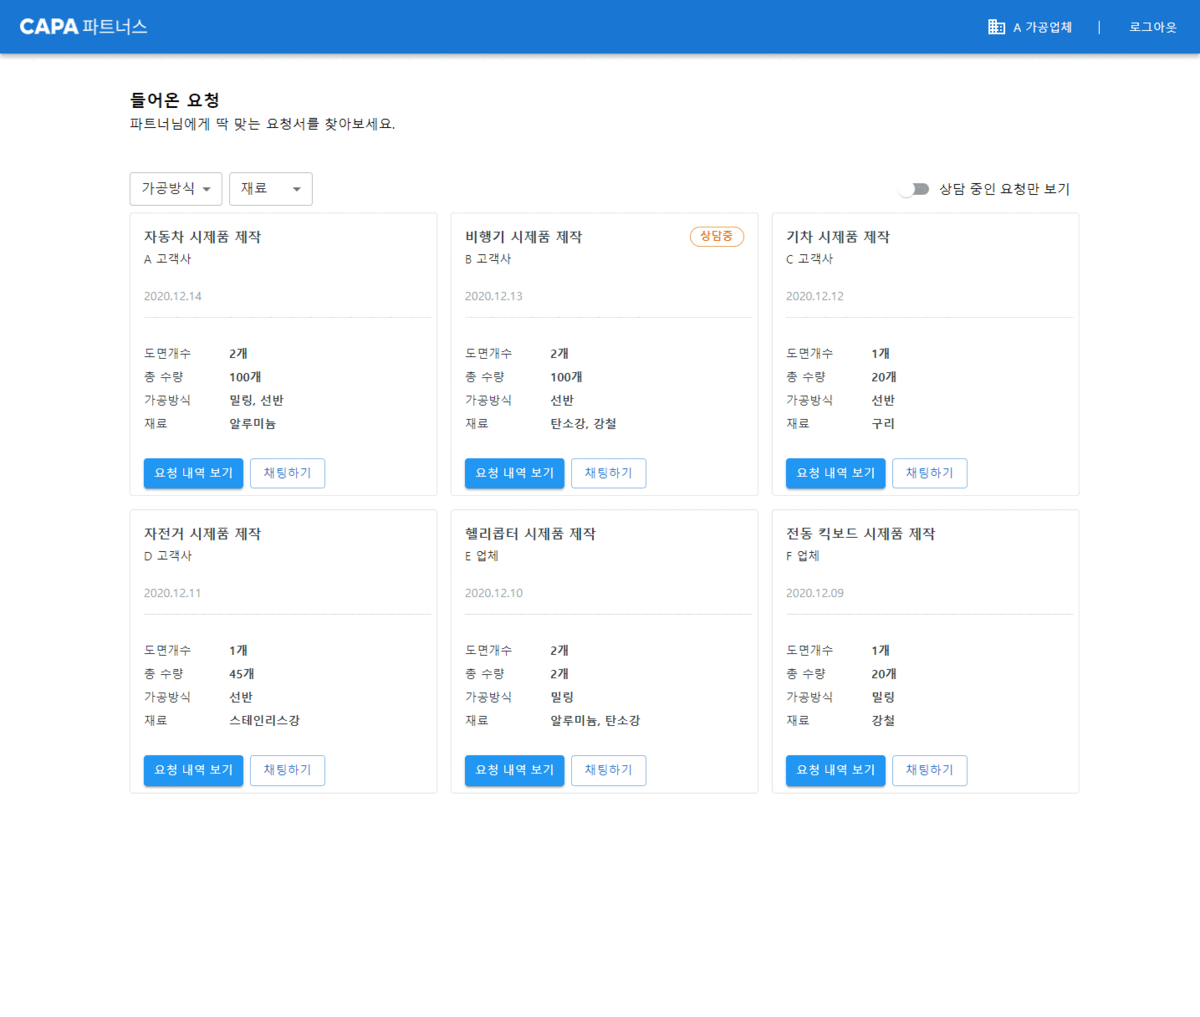 CAPA 파트너스
A 가공업체 | 로그아웃
들어온 요청
파트너님에게 딱 맞는 요청서를 찾아보세요.
가공방식
재료
상담 중인 요청만 보기
자동차 시제품 제작
A 고객사
2020.12.14
도면개수 2개
총 수량 100개
가공방식 밀링, 선반
재료 알루미늄
요청 내역 보기
채팅하기
비행기 시제품 제작
상담중
B 고객사
2020.12.13
도면개수 2개
총 수량 100개
가공방식 선반
재료 탄소강, 강철
요청 내역 보기
채팅하기
기차 시제품 제작
C 고객사
2020.12.12
도면개수 1개
총 수량 20개
가공방식 선반
재료 구리
요청 내역 보기
채팅하기
자전거 시제품 제작
D 고객사
2020.12.11
도면개수 1개
총 수량 45개
가공방식 선반
재료 스테인리스강
요청 내역 보기
채팅하기
헬리콥터 시제품 제작
E 업체
2020.12.10
도면개수 2개
총 수량 2개
가공방식 밀링
재료 알루미늄, 탄소강
요청 내역 보기
채팅하기
전동 킥보드 시제품 제작
F 업체
2020.12.09
도면개수 1개
총 수량 20개
가공방식 밀링
재료 강철
요청 내역 보기
채팅하기